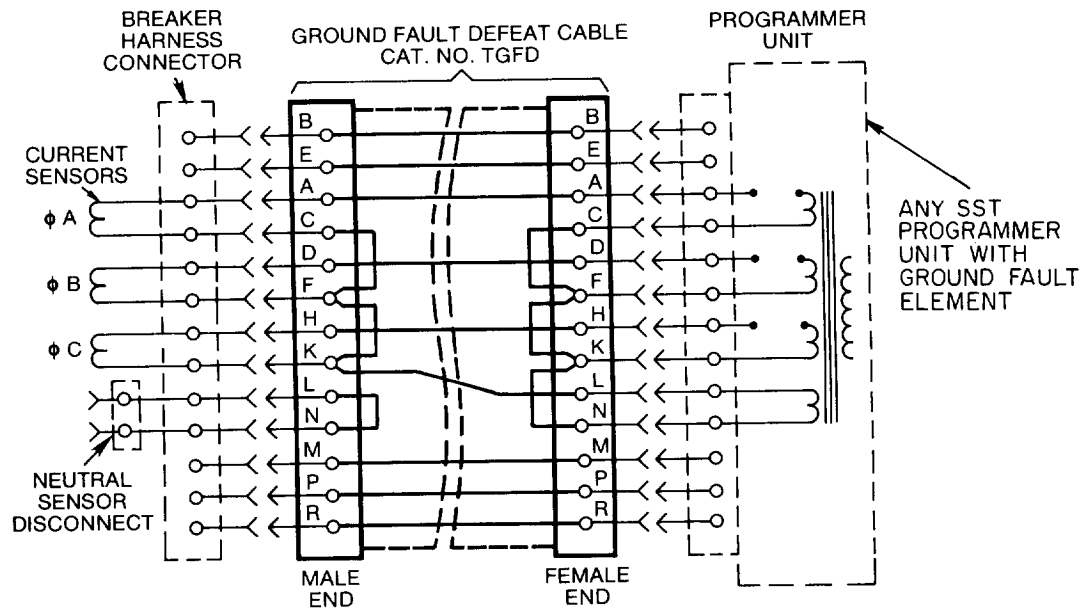 BREAKER
HARNESS
CONNECTOR
GROUND FAULT DEFEAT CABLE
CAT. NO. TGFD
PROGRAMMER
UNIT
CURRENT
SENSORS
ϕ A
ϕ B
ϕ C
NEUTRAL
SENSOR
DISCONNECT
B
E
A
C
D
F
H
K
L
N
M
P
R
MALE
END
B
E
A
C
D
F
H
K
L
N
M
P
R
FEMALE
END
ANY SST
PROGRAMMER
UNIT WITH
GROUND FAULT
ELEMENT